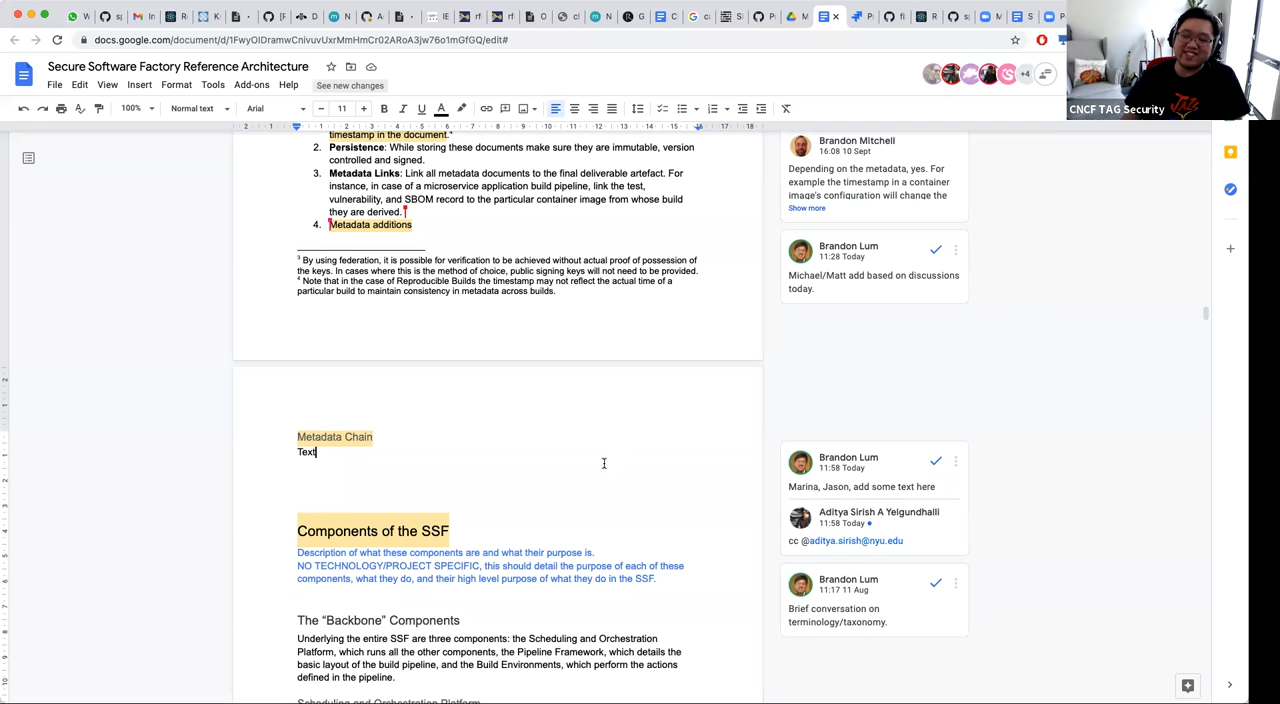 docs.google.com/document/d/1FwyOIDramwCnivuvUxrMmHmCr02ARoA3jw76o1mGfGQ/edit#
Secure Software Factory Reference Architecture
File Edit View Insert Format Tools Add-ons Help See new changes
+4
CNCF TAG Security
100% Normal text Arial 11
timestamp in the document.⁴
2. Persistence: While storing these documents make sure they are immutable, version
controlled and signed.
3. Metadata Links: Link all metadata documents to the final deliverable artefact. For
instance, in case of a microservice application build pipeline, link the test,
vulnerability, and SBOM record to the particular container image from whose build
they are derived.
4. Metadata additions
³ By using federation, it is possible for verification to be achieved without actual proof of possession of
the keys. In cases where this is the method of choice, public signing keys will not need to be provided.
⁴ Note that in the case of Reproducible Builds the timestamp may not reflect the actual time of a
particular build to maintain consistency in metadata across builds.
Metadata Chain
Text
Components of the SSF
Description of what these components are and what their purpose is.
NO TECHNOLOGY/PROJECT SPECIFIC, this should detail the purpose of each of these
components, what they do, and their high level purpose of what they do in the SSF.
The “Backbone” Components
Underlying the entire SSF are three components: the Scheduling and Orchestration
Platform, which runs all the other components, the Pipeline Framework, which details the
basic layout of the build pipeline, and the Build Environments, which perform the actions
defined in the pipeline.
Scheduling and Orchestration Platform
Brandon Mitchell
16:08 10 Sept
Depending on the metadata, yes. For
example the timestamp in a container
image's configuration will change the
Show more
Brandon Lum
11:28 Today
Michael/Matt add based on discussions
today.
Brandon Lum
11:58 Today
Marina, Jason, add some text here
Aditya Sirish A Yelgundhalli
11:58 Today
cc @aditya.sirish@nyu.edu
Brandon Lum
11:17 11 Aug
Brief conversation on
terminology/taxonomy.